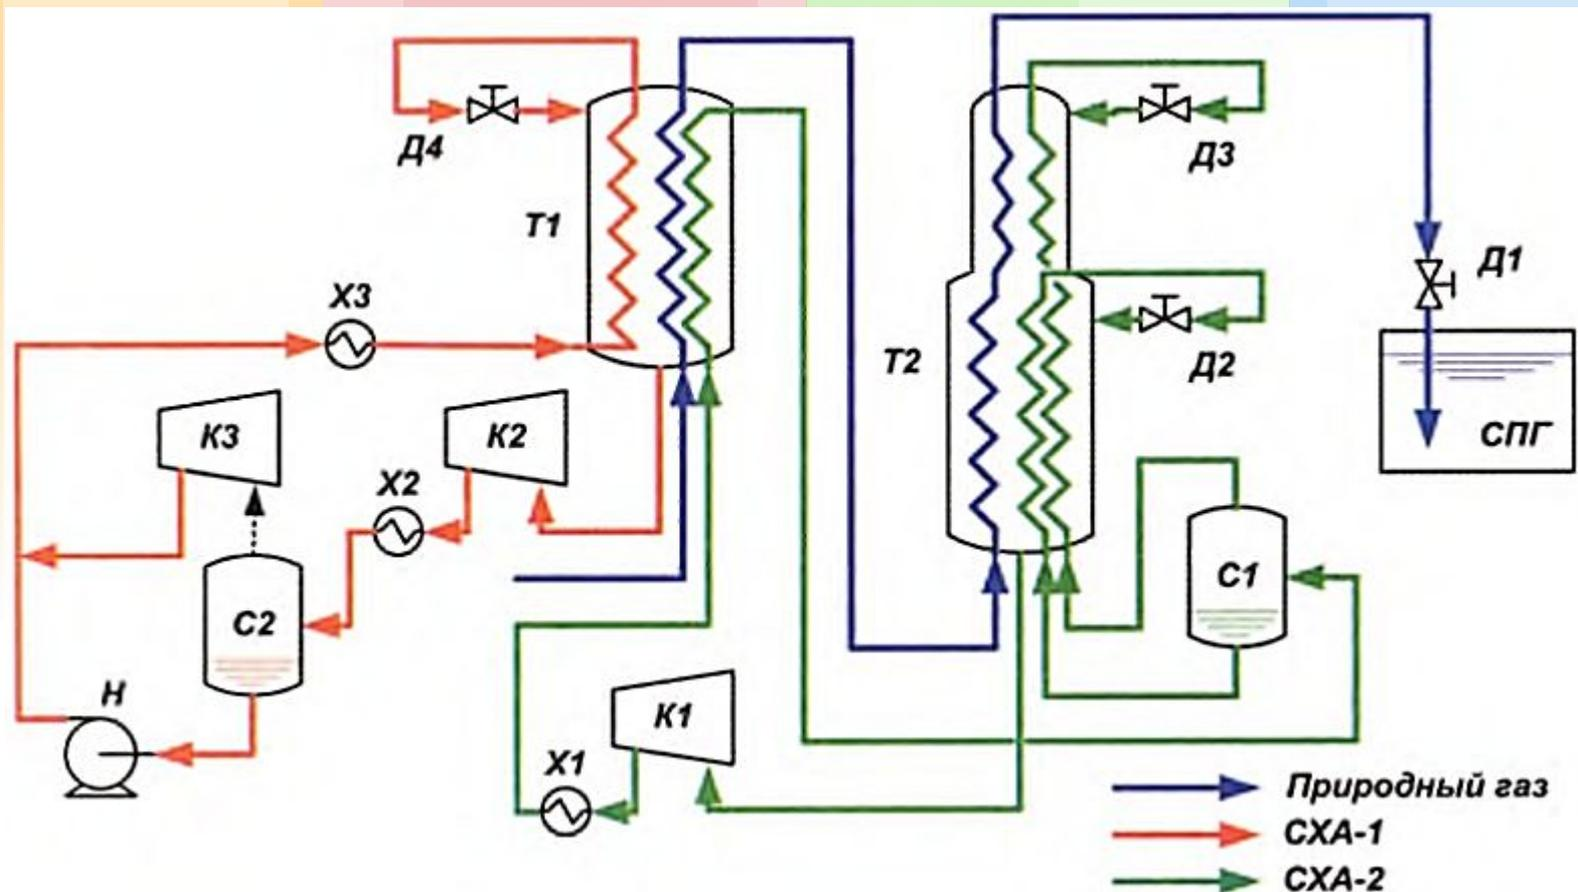 Д4
Д3
Т1
Д1
Х3
Т2
Д2
К3
К2
СПГ
Х2
С1
С2
Н
К1
Х1
Природный газ
СХА-1
СХА-2